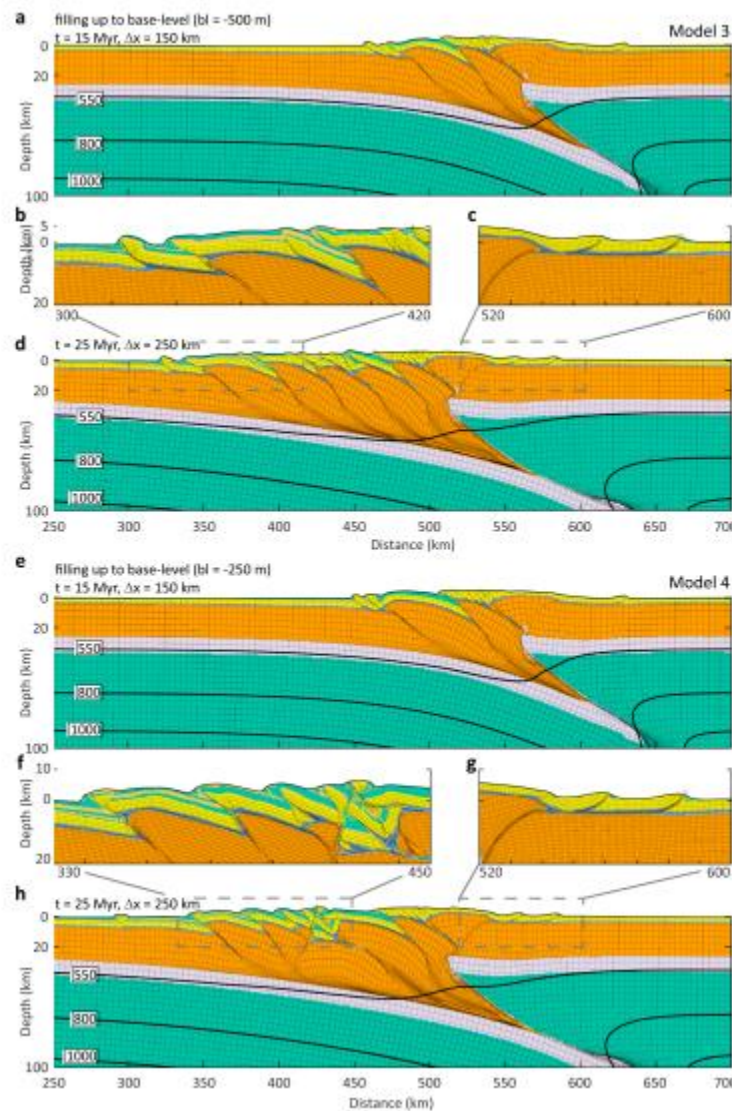 a
filling up to base-level (bl = -500 m)
t = 15 Myr, Δx = 150 km
Model 3
0
20
550
800
1000
100
Depth (km)
b
c
5
0
20
Depth (km)
300
420
520
600
d
t = 25 Myr, Δx = 250 km
0
20
550
800
1000
100
Depth (km)
250
300
350
400
450
500
550
600
650
700
Distance (km)
e
filling up to base-level (bl = -250 m)
t = 15 Myr, Δx = 150 km
Model 4
0
20
550
800
1000
100
Depth (km)
f
g
10
0
20
Depth (km)
330
450
520
600
h
t = 25 Myr, Δx = 250 km
0
20
550
800
1000
100
Depth (km)
250
300
350
400
450
500
550
600
650
700
Distance (km)